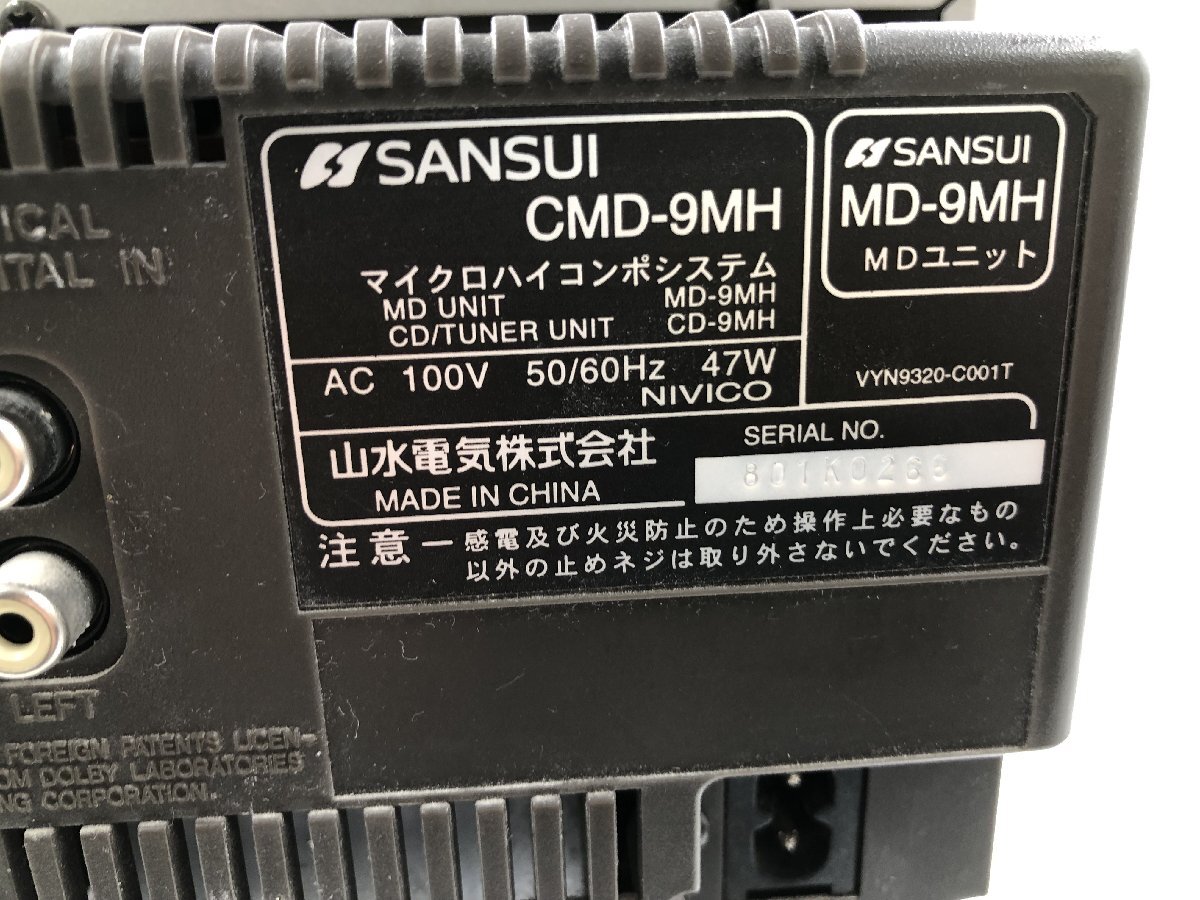 SANSUI
CMD-9MH
マイクロハイコンポシステム
MD UNIT MD-9MH
CD/TUNER UNIT CD-9MH
AC 100V 50/60Hz 47W
NIVICO
SANSUI
MD-9MH
MDユニット
VYN9320-C001T
山水電気株式会社
MADE IN CHINA
SERIAL NO.
注意ー感電及び火災防止のため操作上必要なもの
以外の止めネジは取り外さないでください。
ICAL
ITAL IN
LEFT
FOREIGN PATENTS LICEN-
OM DOLBY LABORATORIES
NG CORPORATION.